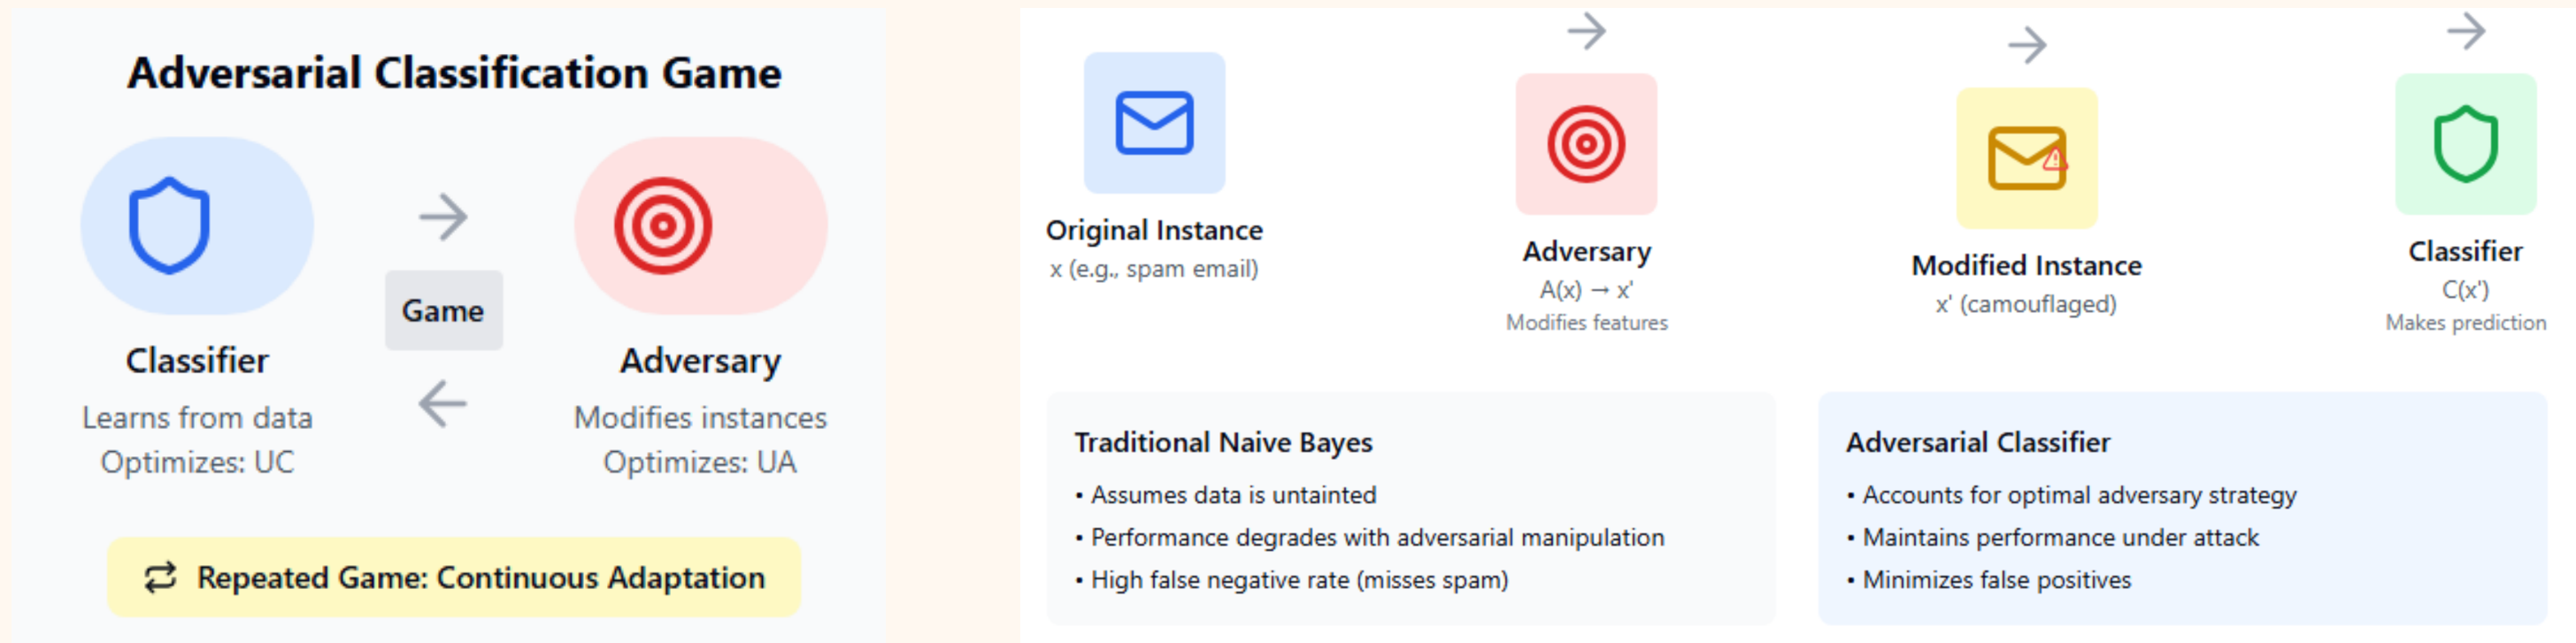 Adversarial Classification Game
Game
Classifier
Learns from data
Optimizes: UC
Adversary
Modifies instances
Optimizes: UA
Repeated Game: Continuous Adaptation
Original Instance
x (e.g., spam email)
Adversary
A(x) → x'
Modifies features
Modified Instance
x' (camouflaged)
Classifier
C(x')
Makes prediction
Traditional Naive Bayes
• Assumes data is untainted
• Performance degrades with adversarial manipulation
• High false negative rate (misses spam)
Adversarial Classifier
• Accounts for optimal adversary strategy
• Maintains performance under attack
• Minimizes false positives